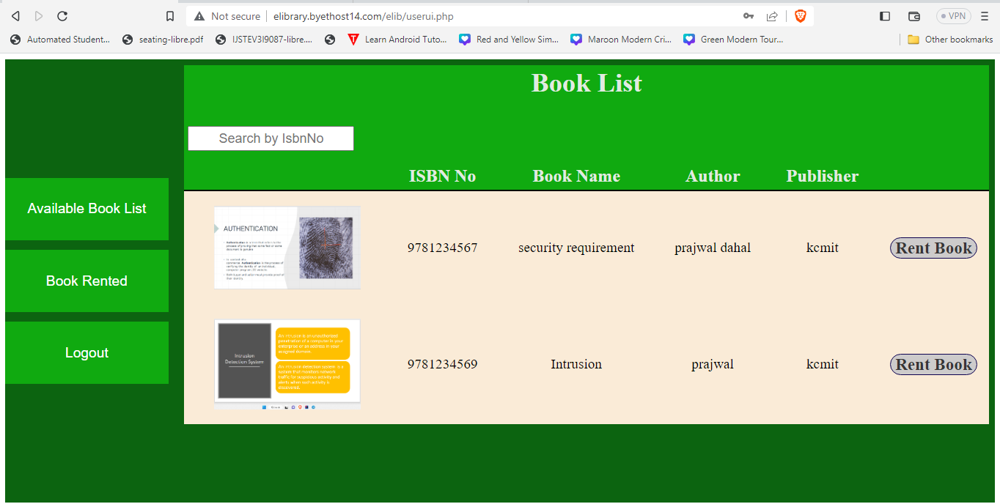 Not secure elibrary.byethost14.com/elib/userui.php VPN
Automated Student... seating-libre.pdf IJSTEV3I9087-libre.... Learn Android Tuto... Red and Yellow Sim... Maroon Modern Cri... Green Modern Tour... Other bookmarks
Book List
Search by IsbnNo
ISBN No Book Name Author Publisher
Available Book List
Book Rented
Logout
AUTHENTICATION
9781234567 security requirement prajwal dahal kcmit Rent Book
Intrusion
Detection System
An intrusion is an unauthorized
penetration of a computer in your
enterprise or an address in your
assigned domain.
An intrusion detection system is a
system that monitors network
traffic for suspicious activity and
alerts when such activity is
discovered.
9781234569 Intrusion prajwal kcmit Rent Book